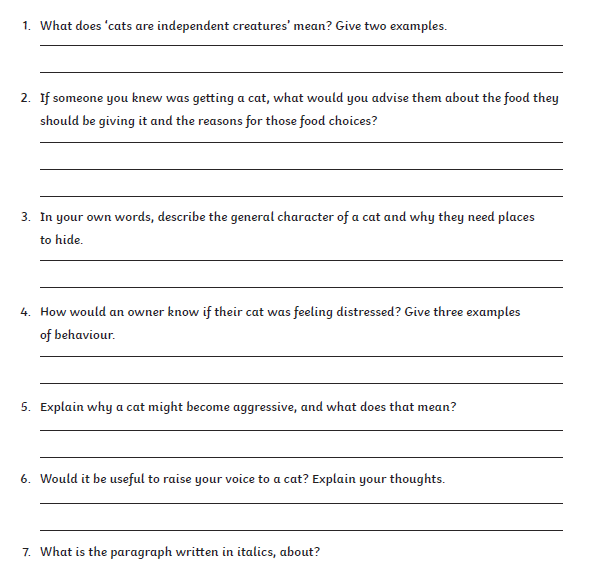 1. What does ‘cats are independent creatures’ mean? Give two examples.
2. If someone you knew was getting a cat, what would you advise them about the food they
should be giving it and the reasons for those food choices?
3. In your own words, describe the general character of a cat and why they need places
to hide.
4. How would an owner know if their cat was feeling distressed? Give three examples
of behaviour.
5. Explain why a cat might become aggressive, and what does that mean?
6. Would it be useful to raise your voice to a cat? Explain your thoughts.
7. What is the paragraph written in italics, about?